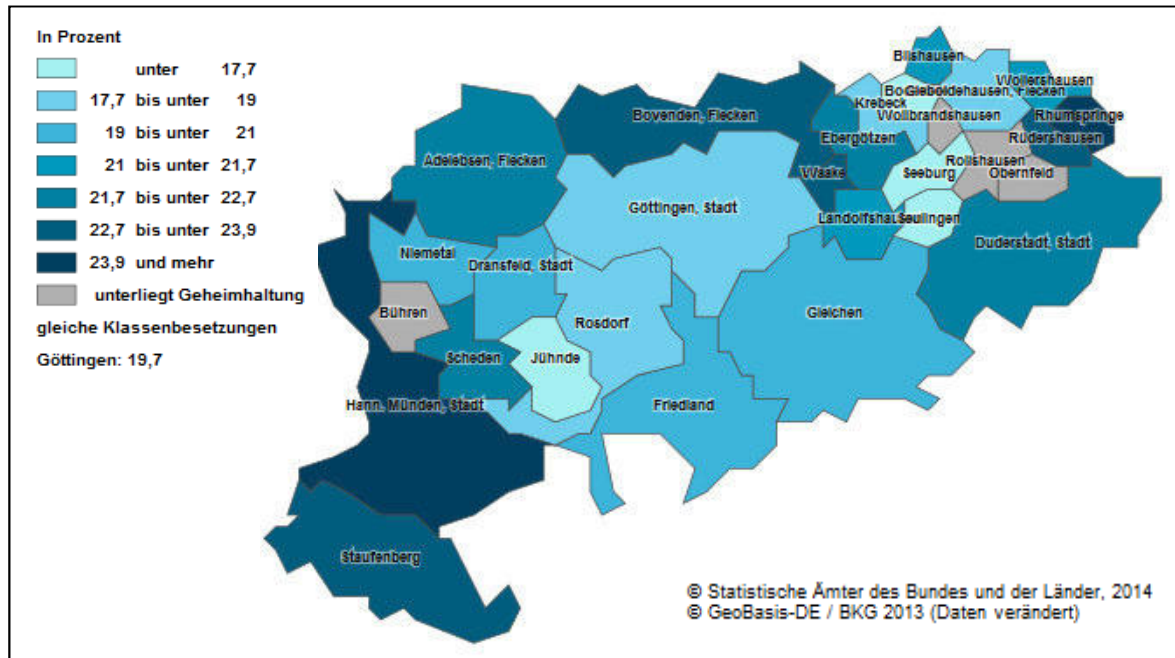 In Prozent
unter 17,7
17,7 bis unter 19
19 bis unter 21
21 bis unter 21,7
21,7 bis unter 22,7
22,7 bis unter 23,9
23,9 und mehr
unterliegt Geheimhaltung
gleiche Klassenbesetzungen
Göttingen: 19,7
Bilshausen
Wollershausen
Gieboldehausen, Flecken
Krebeck
Wollbrandshausen
Rhumspringe
Bovenden, Flecken
Ebergötzen
Rüdershausen
Adelebsen, Flecken
Rollshausen
Waake
Seeburg
Obernfeld
Göttingen, Stadt
Landolfshausen
Seulingen
Duderstadt, Stadt
Niemetal
Dransfeld, Stadt
Bühren
Gleichen
Rosdorf
Scheden
Jühnde
Hann. Münden, Stadt
Friedland
Staufenberg
© Statistische Ämter des Bundes und der Länder, 2014
© GeoBasis-DE / BKG 2013 (Daten verändert)